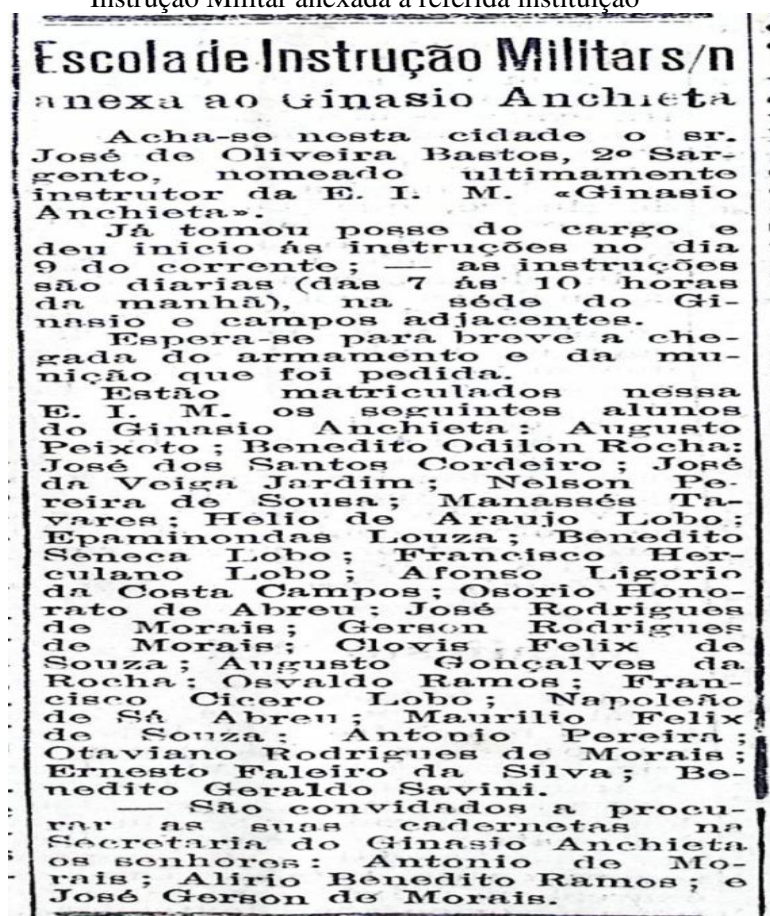 Instrução Militar anexada a referida instituição
Escola de Instrução Militar s/n
anexa ao Ginasio Anchieta
Acha-se nesta cidade o sr.
José de Oliveira Bastos, 2º Sar-
gento, nomeado ultimamente
instrutor da E. I. M. «Ginasio
Anchieta».
Já tomou posse do cargo e
deu inicio ás instruções no dia
9 do corrente; — as instruções
são diarias (das 7 ás 10 horas
da manhã), na séde do Gi-
nasio e campos adjacentes.
Espera-se para breve a che-
gada do armamento e da mu-
nição que foi pedida.
Estão matriculados nessa
E. I. M. os seguintes alunos
do Ginasio Anchieta: Augusto
Peixoto; Benedito Odilon Rocha;
José dos Santos Cordeiro; José
da Veiga Jardim; Nelson Pe-
reira de Sousa; Manassés Ta-
vares; Helio de Araujo Lobo;
Epaminondas Louza; Benedito
Seneca Lobo; Francisco Her-
culano Lobo; Afonso Ligorio
da Costa Campos; Osorio Hono-
rato de Abreu; José Rodrigues
de Morais; Gerson Rodrigues
de Morais; Clovis Felix de
Souza; Augusto Gonçalves da
Rocha; Osvaldo Ramos; Fran-
cisco Cicero Lobo; Napoleão
de Sá Abreu; Maurilio Felix
de Souza; Antonio Pereira;
Otaviano Rodrigues de Morais;
Ernesto Faleiro da Silva; Be-
nedito Geraldo Savini.
— São convidados a procu-
rar as suas cadernetas na
Secretaria do Ginasio Anchieta
os senhores: Antonio de Mo-
rais; Alirio Benedito Ramos; e
José Gerson de Morais.